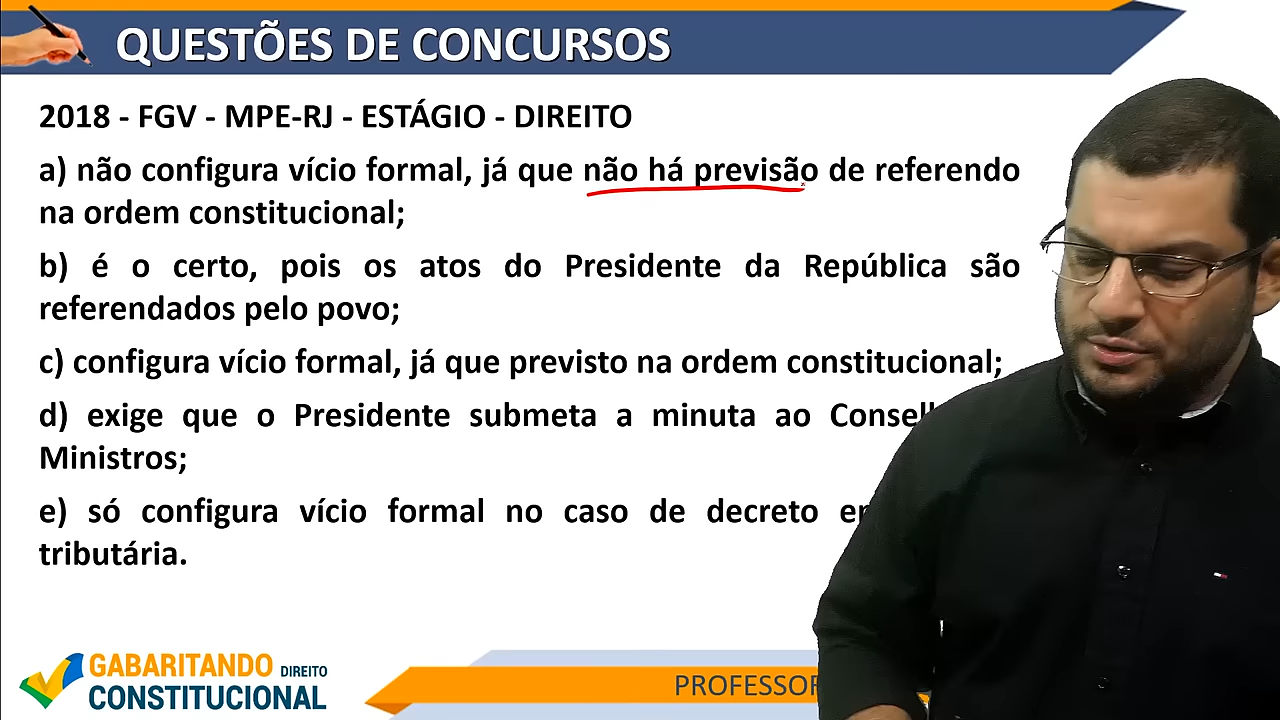 QUESTÕES DE CONCURSOS
2018 - FGV - MPE-RJ - ESTÁGIO - DIREITO
a) não configura vício formal, já que não há previsão de referendo
na ordem constitucional;
b) é o certo, pois os atos do Presidente da República são
referendados pelo povo;
c) configura vício formal, já que previsto na ordem constitucional;
d) exige que o Presidente submeta a minuta ao
Ministros;
e) só configura vício formal no caso de decreto
tributária.
GABARITANDO DIREITO
CONSTITUCIONAL
PROFESSOR